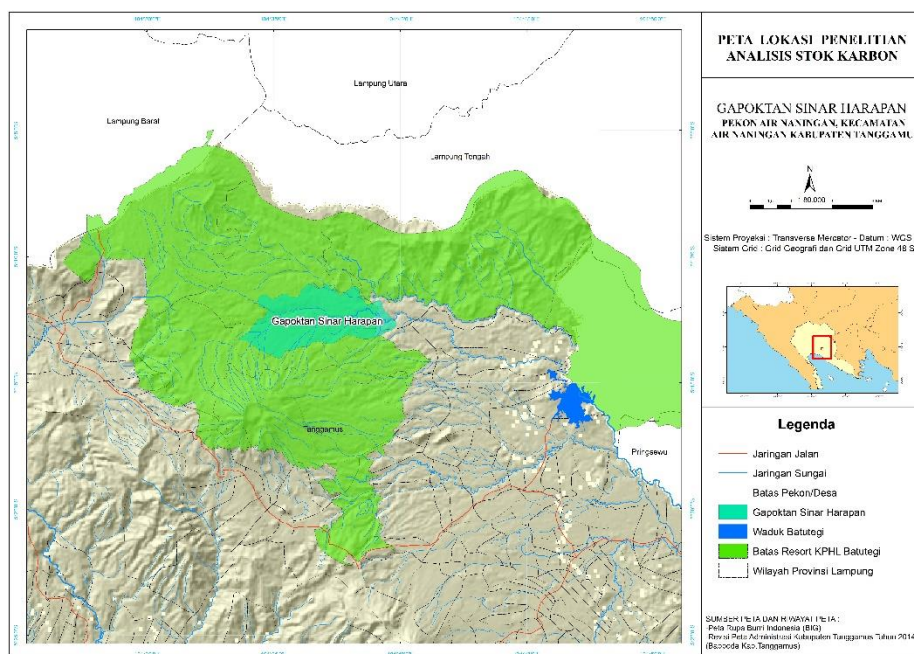 PETA LOKASI PENELITIAN
ANALISIS STOK KARBON
GAPOKTAN SINAR HARAPAN
PEKON AIR NANINGAN, KECAMATAN
AIR NANINGAN KABUPATEN TANGGAMUS
N
1:80.000
Sistem Proyeksi : Transverse Mercator - Datum : WGS
Sistem Grid : Grid Geografi dan Grid UTM Zone 48 S
Legenda
Jaringan Jalan
Jaringan Sungai
Batas Pekon/Desa
Gapoktan Sinar Harapan
Waduk Batutegi
Batas Resort KPHL Batutegi
Wilayah Provinsi Lampung
SUMBER PETA DAN RIWAYAT PETA :
-Peta Rupa Bumi Indonesia (BIG)
-Revisi Peta Administrasi Kabupaten Tanggamus Tahun 2014
(Bappeda Kab.Tanggamus)
Lampung Utara
Lampung Barat
Lampung Tengah
Gapoktan Sinar Harapan
Tanggamus
Pringsewu